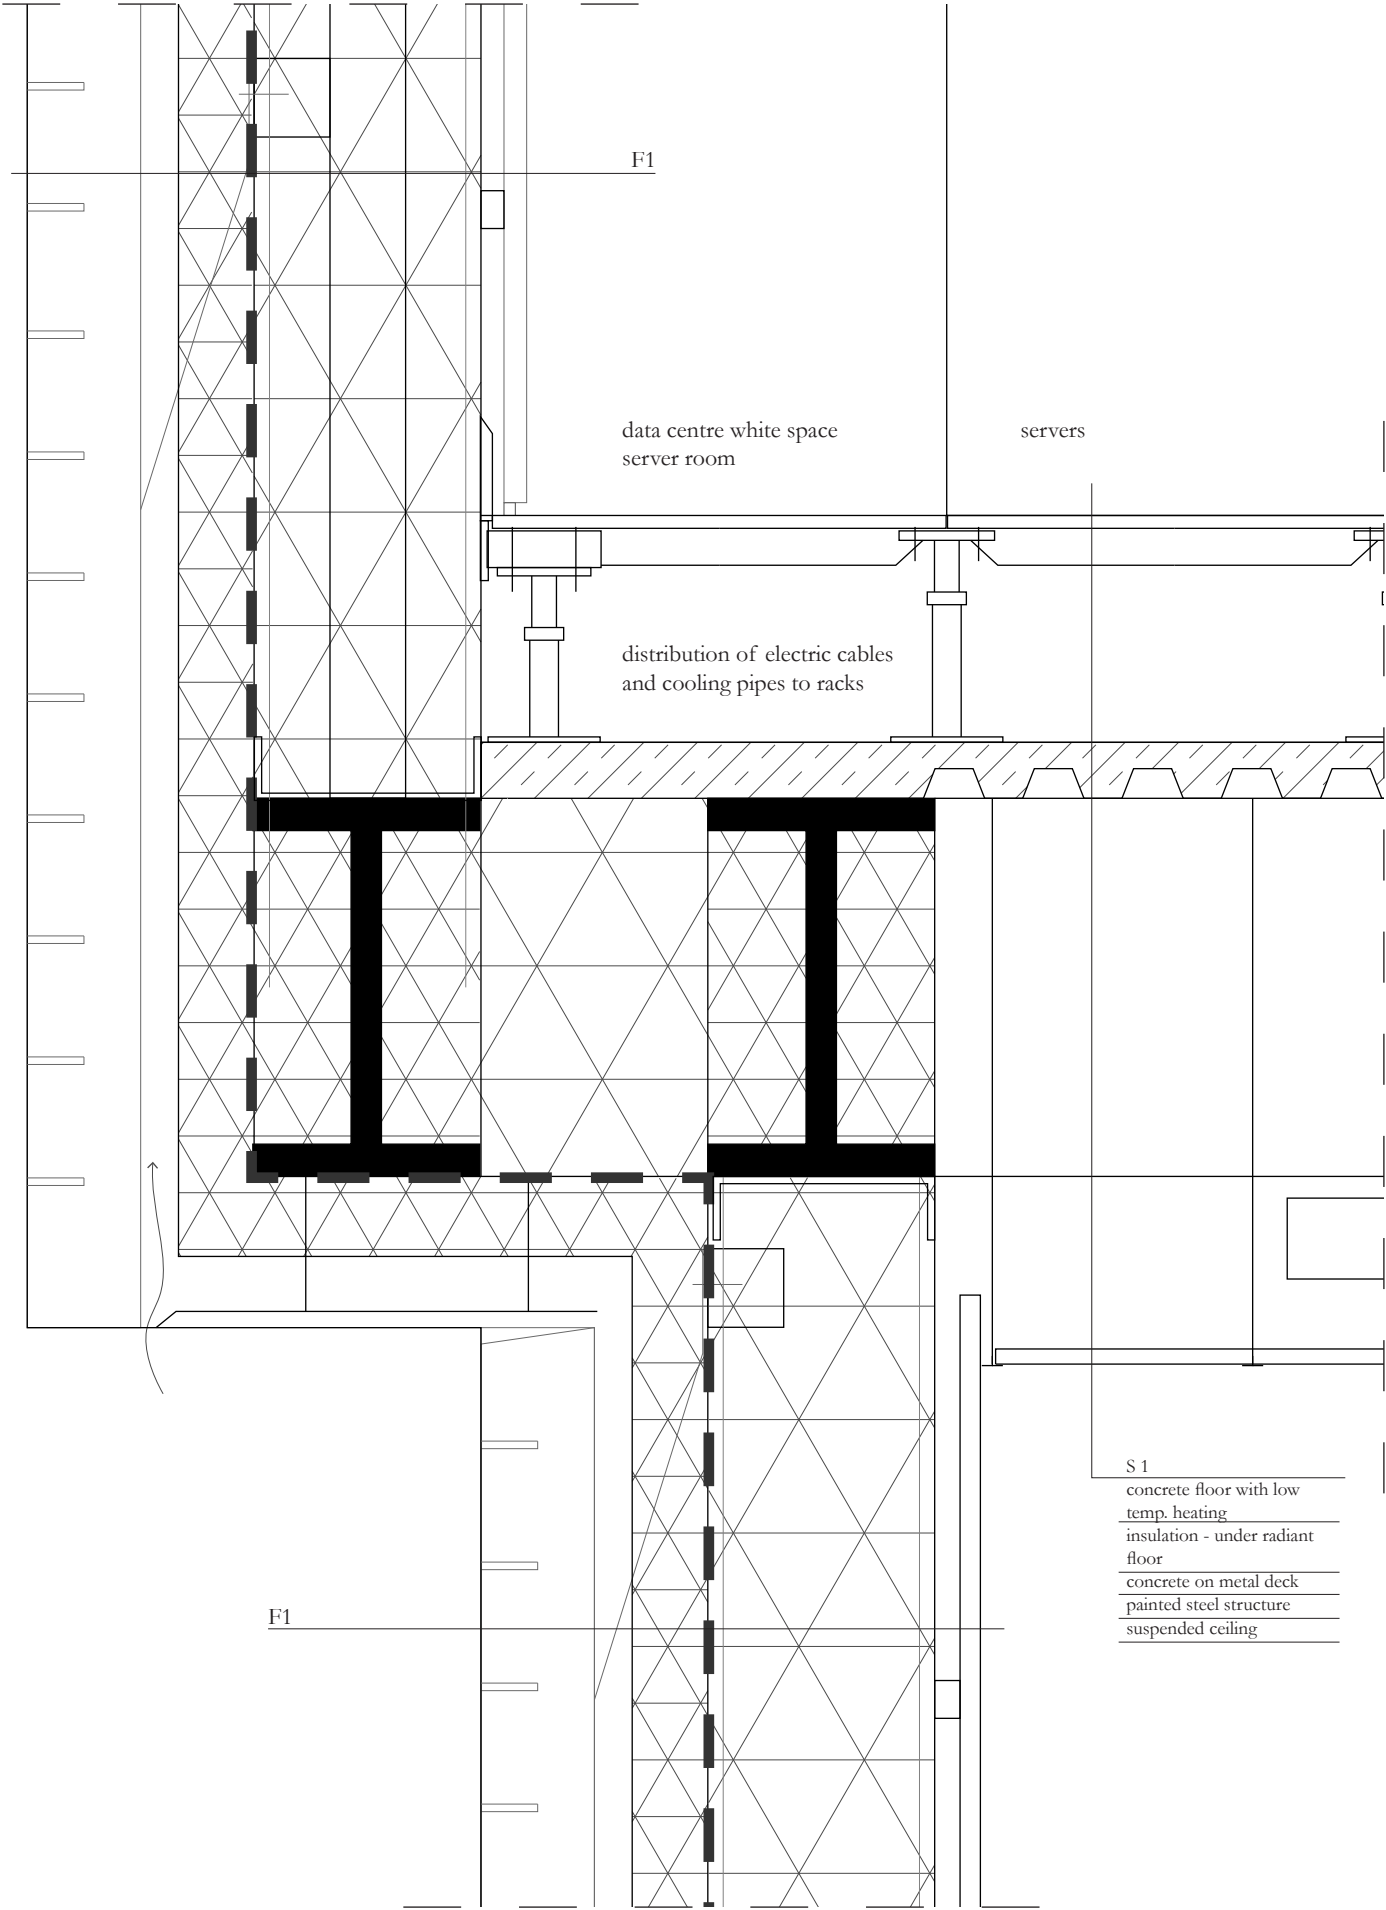 F1
data centre white space
server room
servers
distribution of electric cables
and cooling pipes to racks
S 1
concrete floor with low
temp. heating
insulation - under radiant
floor
concrete on metal deck
painted steel structure
suspended ceiling
F1